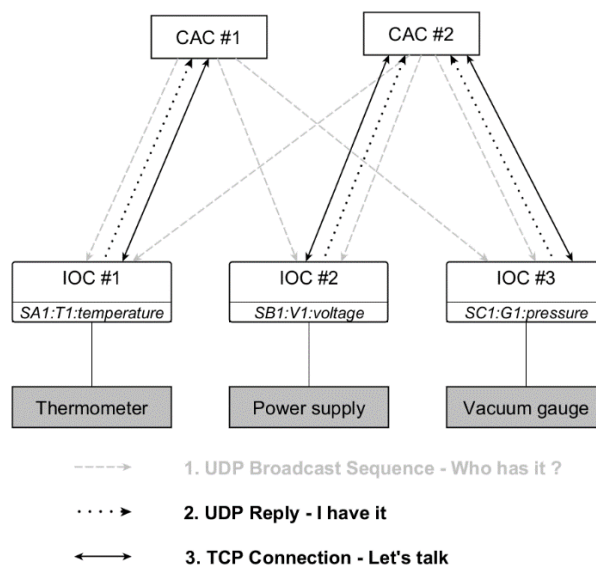 CAC #1
CAC #2
IOC #1
IOC #2
IOC #3
SA1:T1:temperature
SB1:V1:voltage
SC1:G1:pressure
Thermometer
Power supply
Vacuum gauge
1. UDP Broadcast Sequence - Who has it ?
2. UDP Reply - I have it
3. TCP Connection - Let's talk